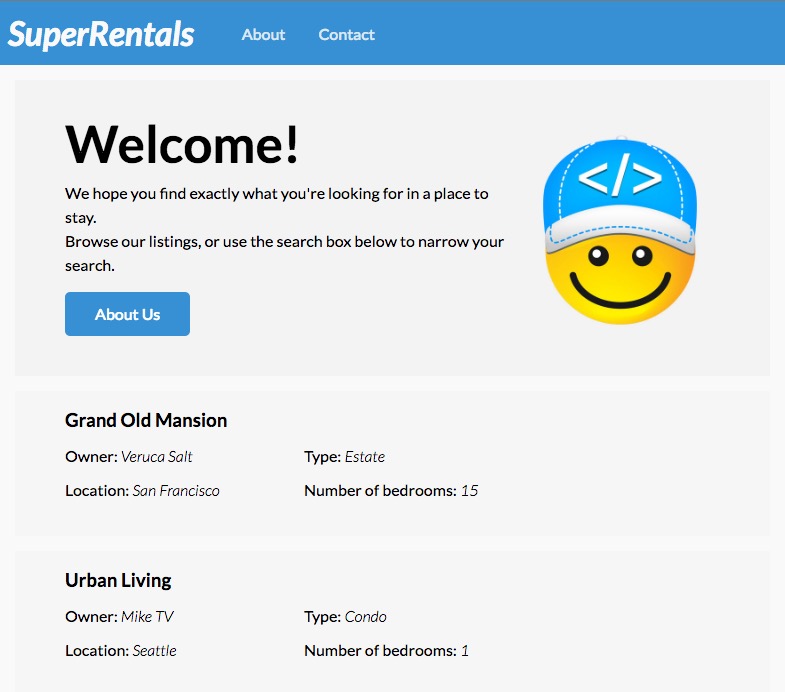 SuperRentals About Contact
Welcome!
We hope you find exactly what you're looking for in a place to
stay.
Browse our listings, or use the search box below to narrow your
search.
About Us
</>
Grand Old Mansion
Owner: Veruca Salt Type: Estate
Location: San Francisco Number of bedrooms: 15
Urban Living
Owner: Mike TV Type: Condo
Location: Seattle Number of bedrooms: 1